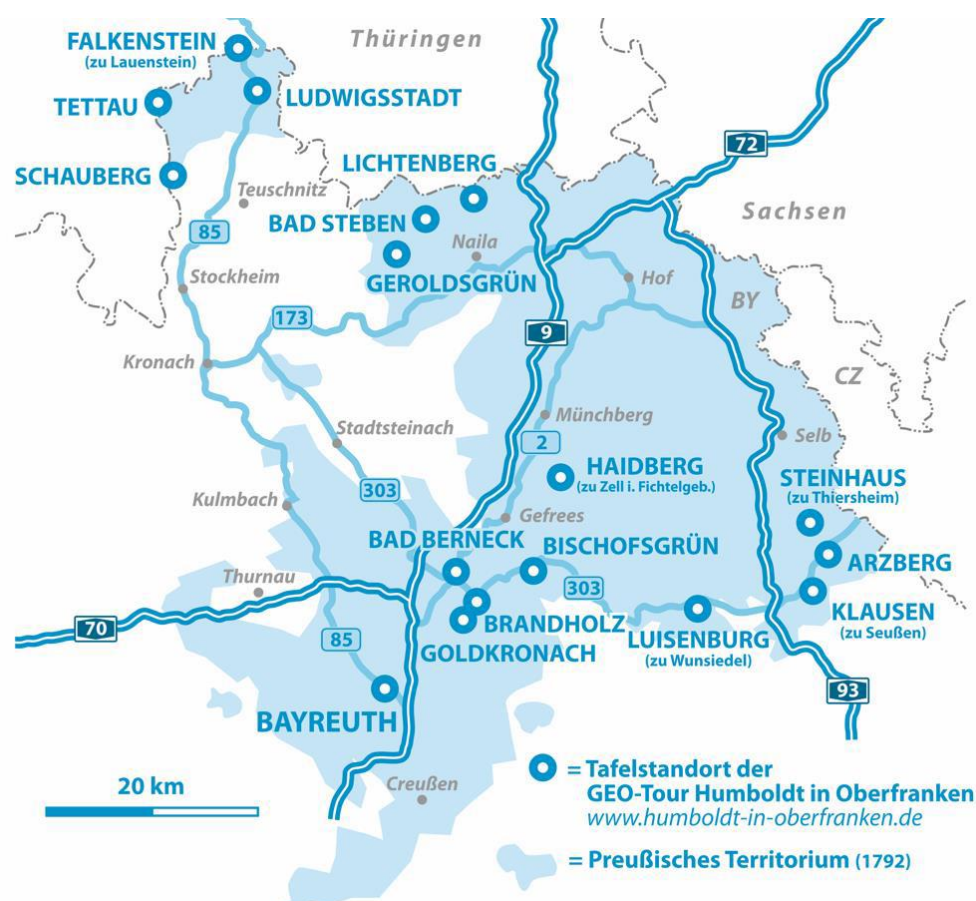 FALKENSTEIN
(zu Lauenstein)
Thüringen
TETTAU
LUDWIGSSTADT
72
SCHAUBERG
LICHTENBERG
Teuschnitz
Sachsen
BAD STEBEN
85
Naila
GEROLDSGRÜN
Stockheim
Hof
BY
173
9
Kronach
CZ
Münchberg
Stadtsteinach
2
Selb
HAIDBERG
(zu Zell i. Fichtelgeb.)
STEINHAUS
(zu Thiersheim)
303
Kulmbach
Gefrees
BAD BERNECK
BISCHOFSGRÜN
ARZBERG
Thurnau
303
KLAUSEN
(zu Seußen)
BRANDHOLZ
70
85
LUISENBURG
(zu Wunsiedel)
GOLDKRONACH
93
BAYREUTH
Creußen
20 km
= Tafelstandort der
GEO-Tour Humboldt in Oberfranken
www.humboldt-in-oberfranken.de
= Preußisches Territorium (1792)